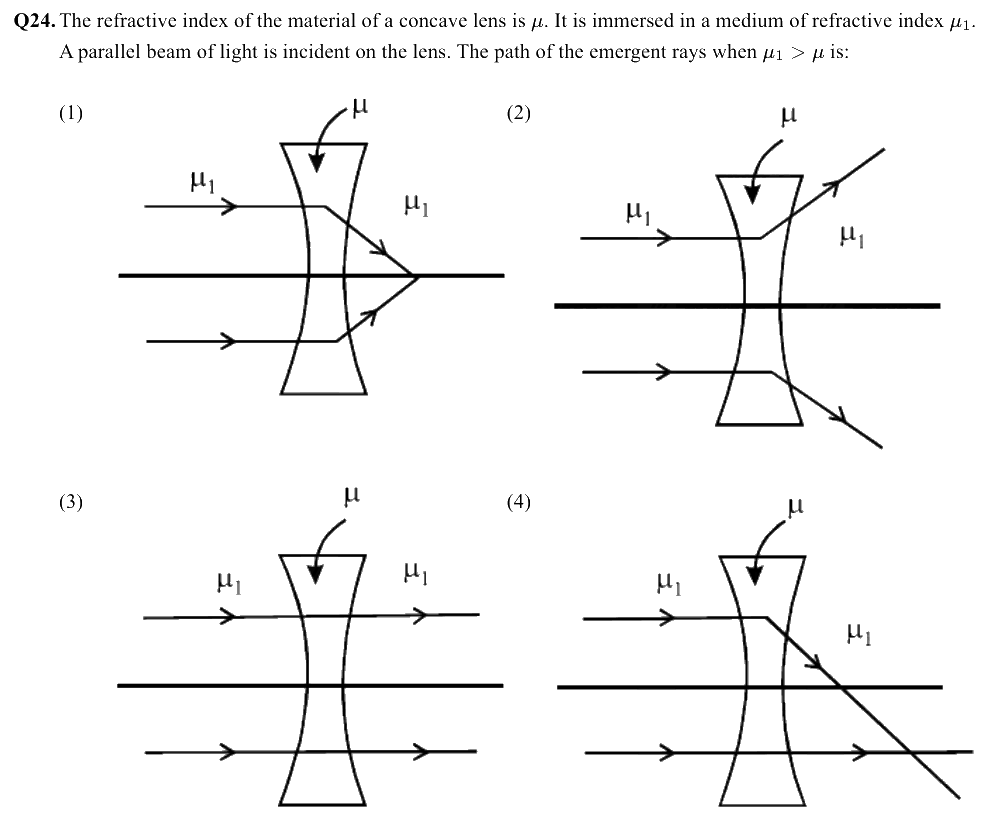 Q24. The refractive index of the material of a concave lens is μ. It is immersed in a medium of refractive index μ₁.
A parallel beam of light is incident on the lens. The path of the emergent rays when μ₁ > μ is:
(1)
μ
μ₁
μ₁
(2)
μ
μ₁
μ₁
(3)
μ
μ₁
μ₁
(4)
μ
μ₁
μ₁